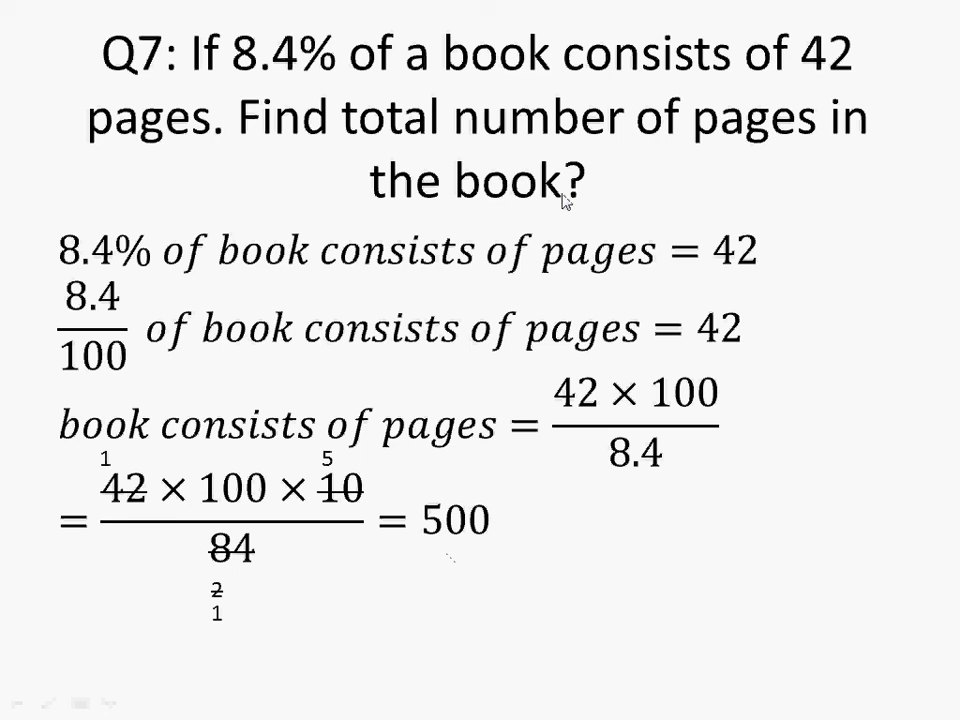 Q7: If 8.4% of a book consists of 42
pages. Find total number of pages in
the book?
8.4% of book consists of pages = 42
8.4
100 of book consists of pages = 42
book consists of pages = 42 × 100
8.4
1 5
= 42 × 100 × 10 = 500
84
2
1